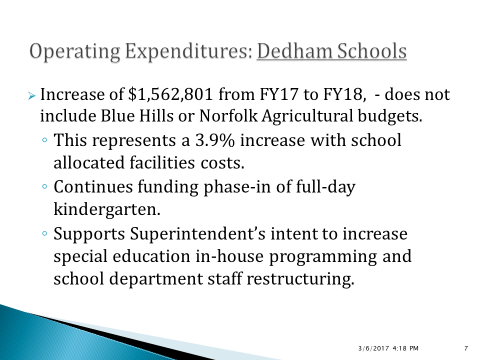 Operating Expenditures: Dedham Schools
Increase of $1,562,801 from FY17 to FY18,  - does not
include Blue Hills or Norfolk Agricultural budgets.
This represents a 3.9% increase with school
allocated facilities costs.
Continues funding phase-in of full-day
kindergarten.
Supports Superintendent's intent to increase
special education in-house programming and
school department staff restructuring.
3/6/2017 4:18 PM 7